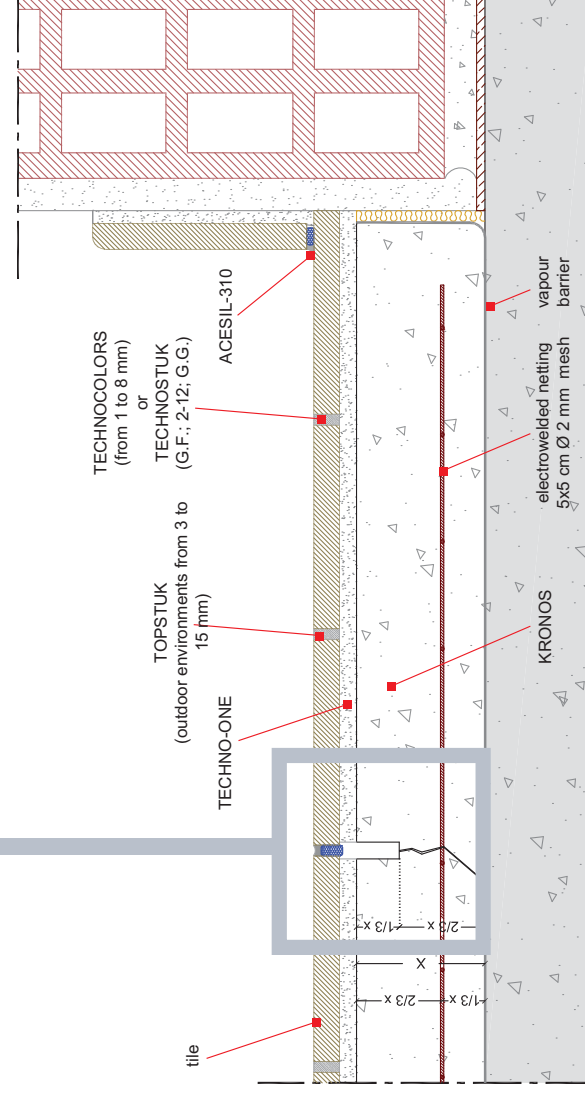 TECHNOCOLORS
(from 1 to 8 mm)
or
TECHNOSTUK
(G.F.; 2-12; G.G.)
ACESIL-310
TOPSTUK
(outdoor environments from 3 to
15 mm)
TECHNO-ONE
tile
vapour
barrier
electrowelded netting
5x5 cm Ø 2 mm mesh
KRONOS
1/3 x
2/3 x
X
2/3 x
1/3 x